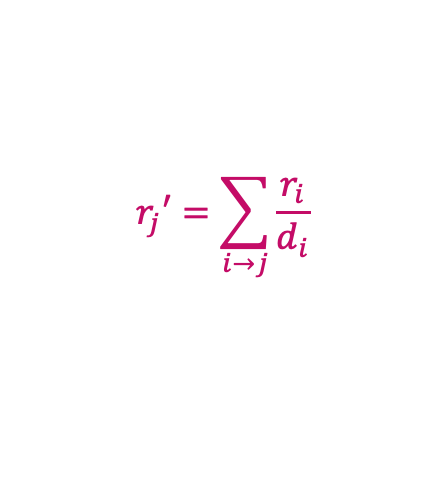 r_j' = \sum_{i \to j} \frac{r_i}{d_i}